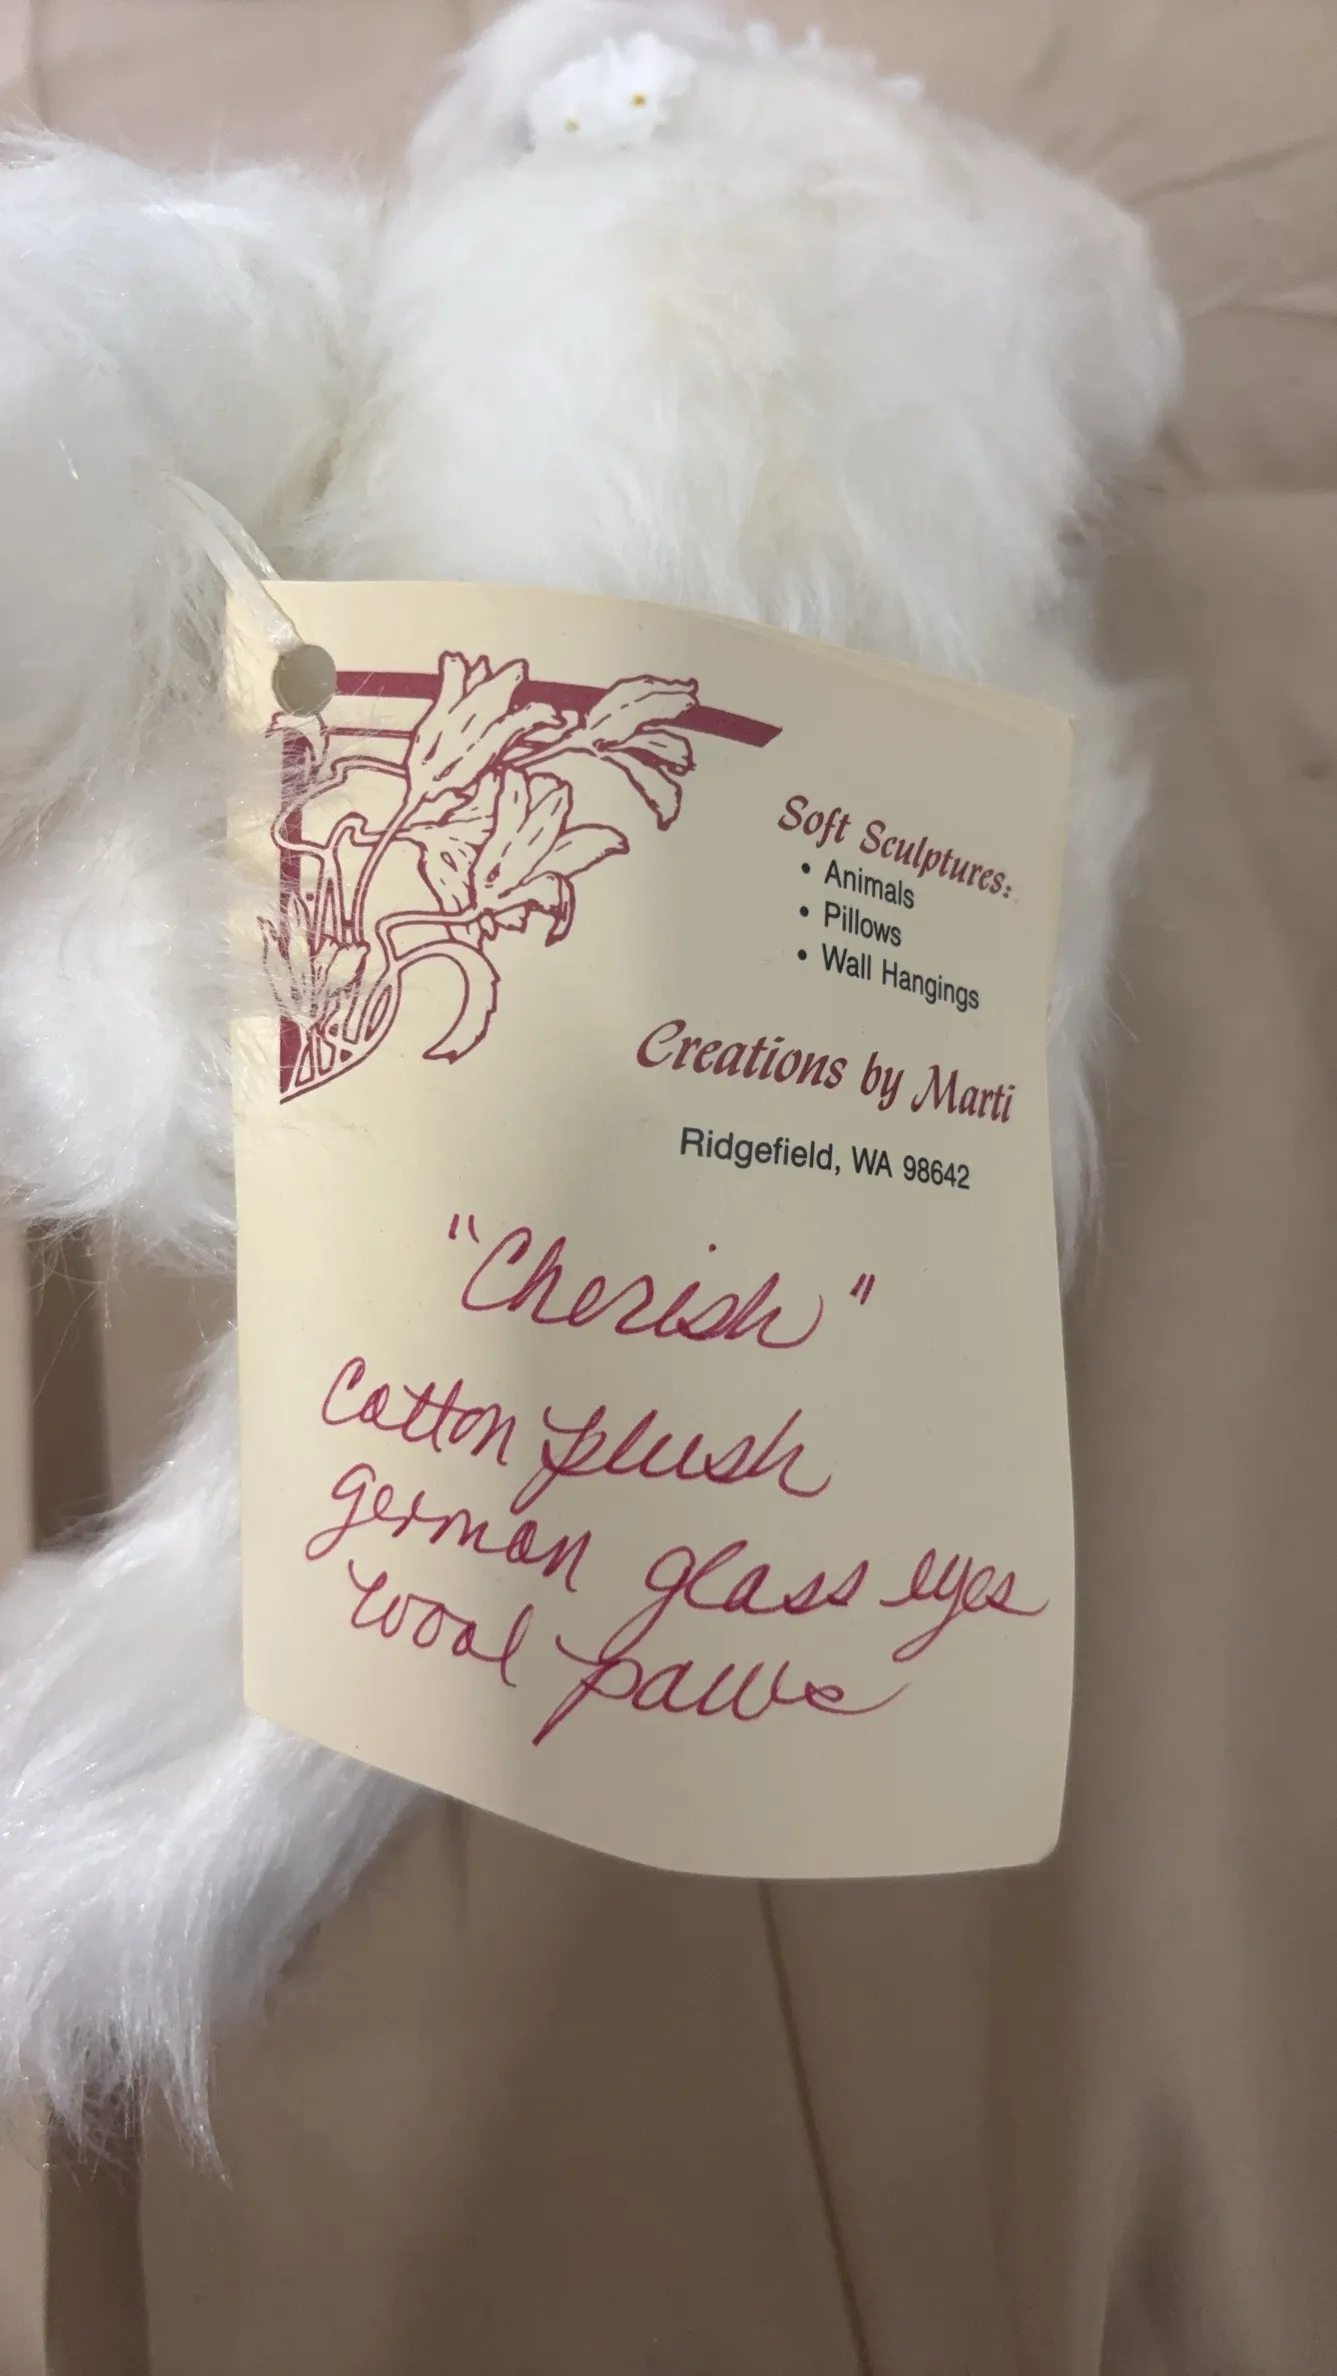 Soft Sculptures:
• Animals
• Pillows
• Wall Hangings
Creations by Marti
Ridgefield, WA 98642
"Cherish"
Cotton plush
german glass eyes
wool paws